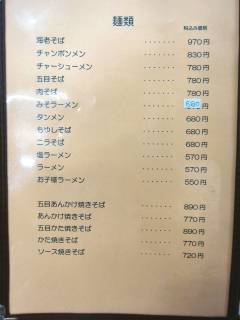 麺類
税込み価格
海老そば ······· 970円
チャンポンメン ······· 830円
チャーシューメン ······· 780円
五目そば ······· 780円
肉そば ······· 780円
みそラーメン ······· 680円
タンメン ······· 680円
もやしそば ······· 680円
ニラそば ······· 680円
塩ラーメン ······· 570円
ラーメン ······· 570円
お子様ラーメン ······· 550円
五目あんかけ焼きそば ······· 890円
あんかけ焼きそば ······· 770円
五目かた焼きそば ······· 890円
かた焼きそば ······· 770円
ソース焼きそば ······· 720円